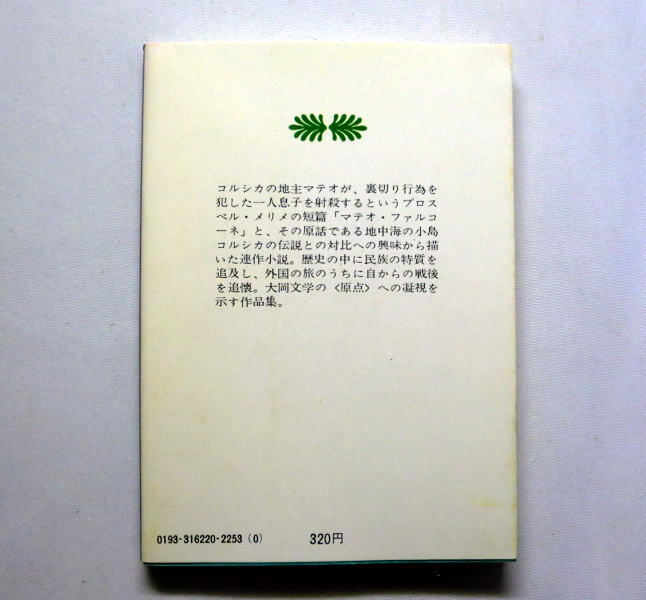 コルシカの地主マテオが、裏切り行為を
犯した一人息子を射殺するというプロス
ペル・メリメの短篇「マテオ・ファルコ
ーネ」と、その原話である地中海の小島
コルシカの伝説との対比への興味から描
いた連作小説。歴史の中に民族の特質を
追及し、外国の旅のうちに自からの戦後
を追懐。大岡文学の〈原点〉への凝視を
示す作品集。
0193-316220-2253(0) 320円